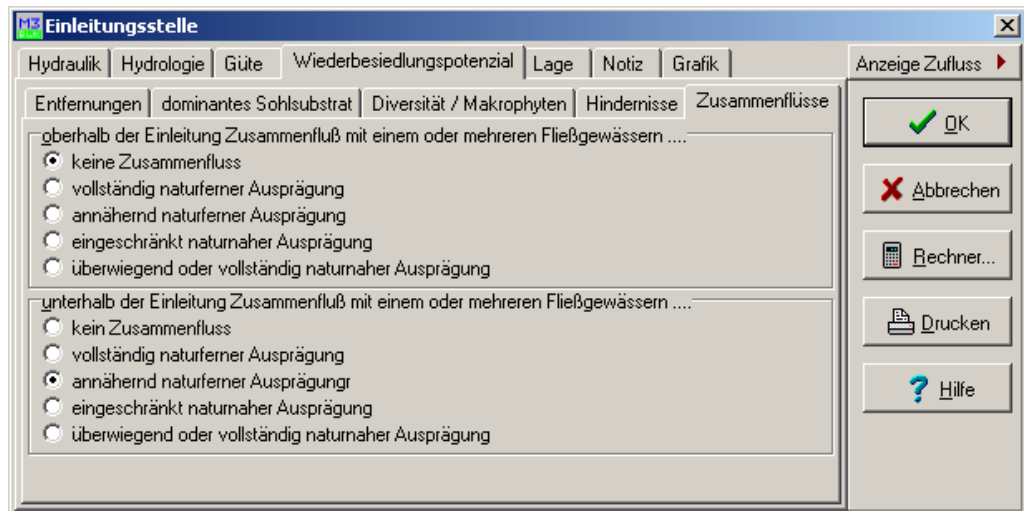 M3 Einleitungsstelle
Hydraulik Hydrologie Güte Wiederbesiedlungspotenzial Lage Notiz Grafik Anzeige Zufluss
Entfernungen dominantes Sohlsubstrat Diversität / Makrophyten Hindernisse Zusammenflüsse
oberhalb der Einleitung Zusammenfluß mit einem oder mehreren Fließgewässern ....
keine Zusammenfluss
vollständig naturferner Ausprägung
annähernd naturferner Ausprägung
eingeschränkt naturnaher Ausprägung
überwiegend oder vollständig naturnaher Ausprägung
unterhalb der Einleitung Zusammenfluß mit einem oder mehreren Fließgewässern ....
kein Zusammenfluss
vollständig naturferner Ausprägung
annähernd naturferner Ausprägungr
eingeschränkt naturnaher Ausprägung
überwiegend oder vollständig naturnaher Ausprägung
OK
Abbrechen
Rechner...
Drucken
Hilfe